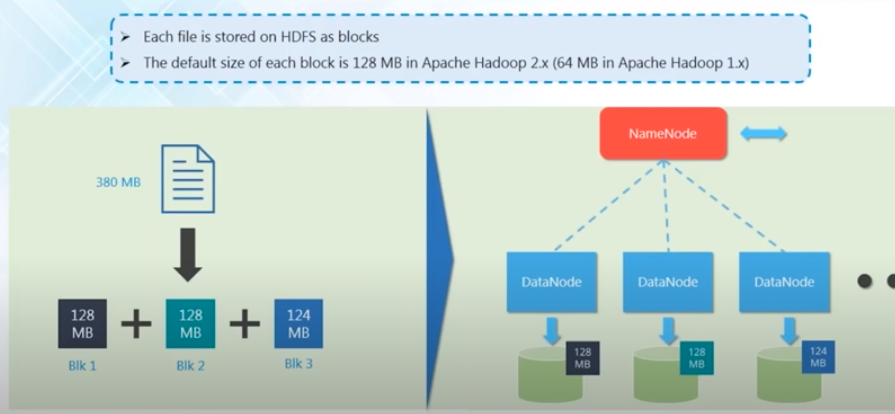 Each file is stored on HDFS as blocks
The default size of each block is 128 MB in Apache Hadoop 2.x (64 MB in Apache Hadoop 1.x)
380 MB
128
MB
128
MB
124
MB
Blk 1
Blk 2
Blk 3
NameNode
DataNode
DataNode
DataNode
128
MB
128
MB
124
MB